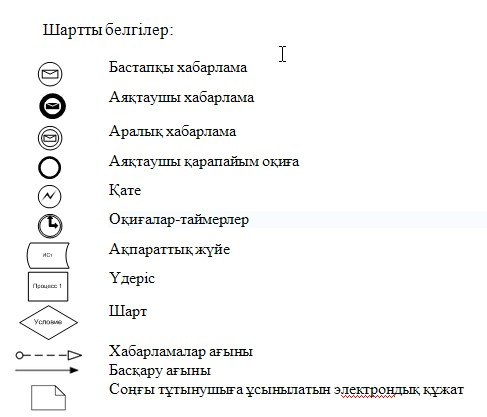 Шартты белгілер:
Бастапқы хабарлама
Аяқтаушы хабарлама
Аралық хабарлама
Аяқтаушы қарапайым оқиға
Қате
Оқиғалар-таймерлер
ИС1 Ақпараттық жүйе
Процесс 1 Үдеріс
Условие Шарт
Хабарламалар ағыны
Басқару ағыны
Соңғы тұтынушыға ұсынылатын электрондық құжат